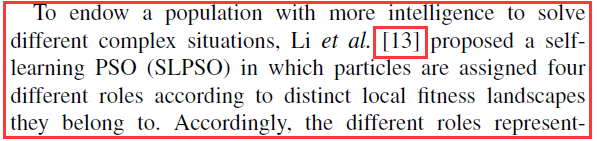 To endow a population with more intelligence to solve
different complex situations, Li et al. [13] proposed a self-
learning PSO (SLPSO) in which particles are assigned four
different roles according to distinct local fitness landscapes
they belong to. Accordingly, the different roles represent-